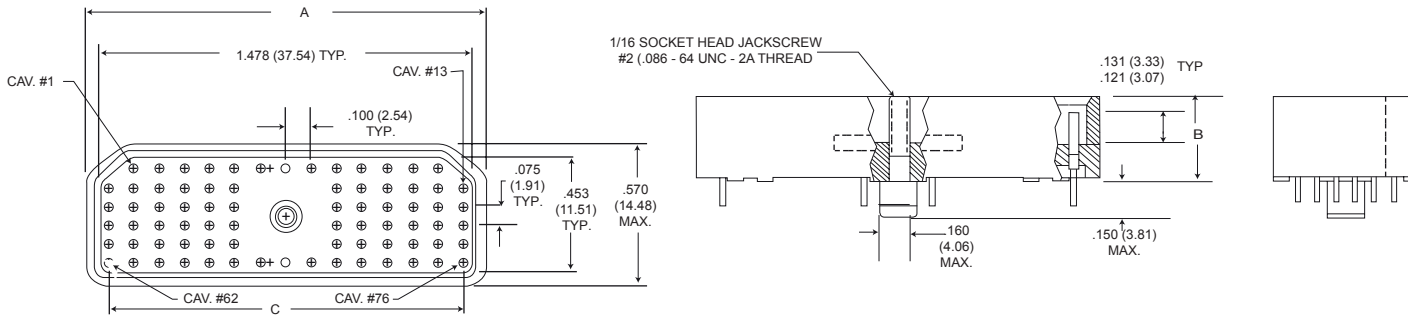 A
1.478 (37.54) TYP.
CAV. #1
CAV. #13
.100 (2.54)
TYP.
.075
(1.91)
TYP.
.453
(11.51)
TYP.
.570
(14.48)
MAX.
CAV. #62
CAV. #76
C
1/16 SOCKET HEAD JACKSCREW
#2 (.086 - 64 UNC - 2A THREAD
.131 (3.33)
.121 (3.07)
TYP
B
.160
(4.06)
MAX.
.150 (3.81)
MAX.